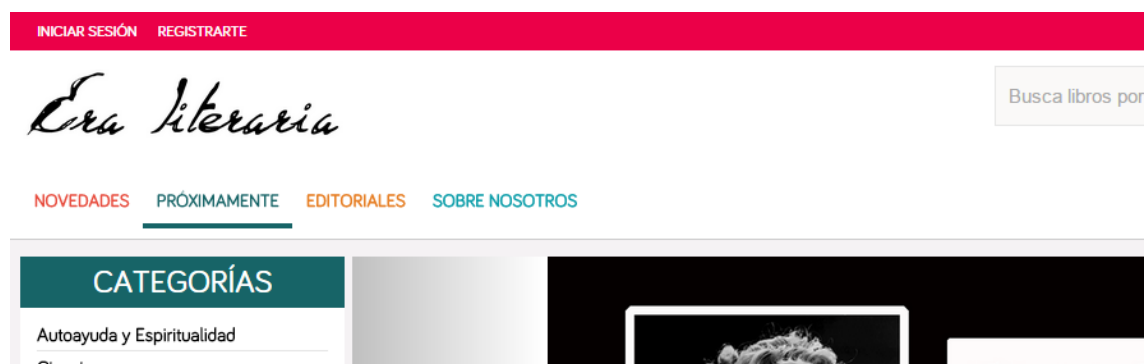 INICIAR SESIÓN REGISTRARTE
Era literaria
Busca libros por
NOVEDADES PRÓXIMAMENTE EDITORIALES SOBRE NOSOTROS
CATEGORÍAS
Autoayuda y Espiritualidad